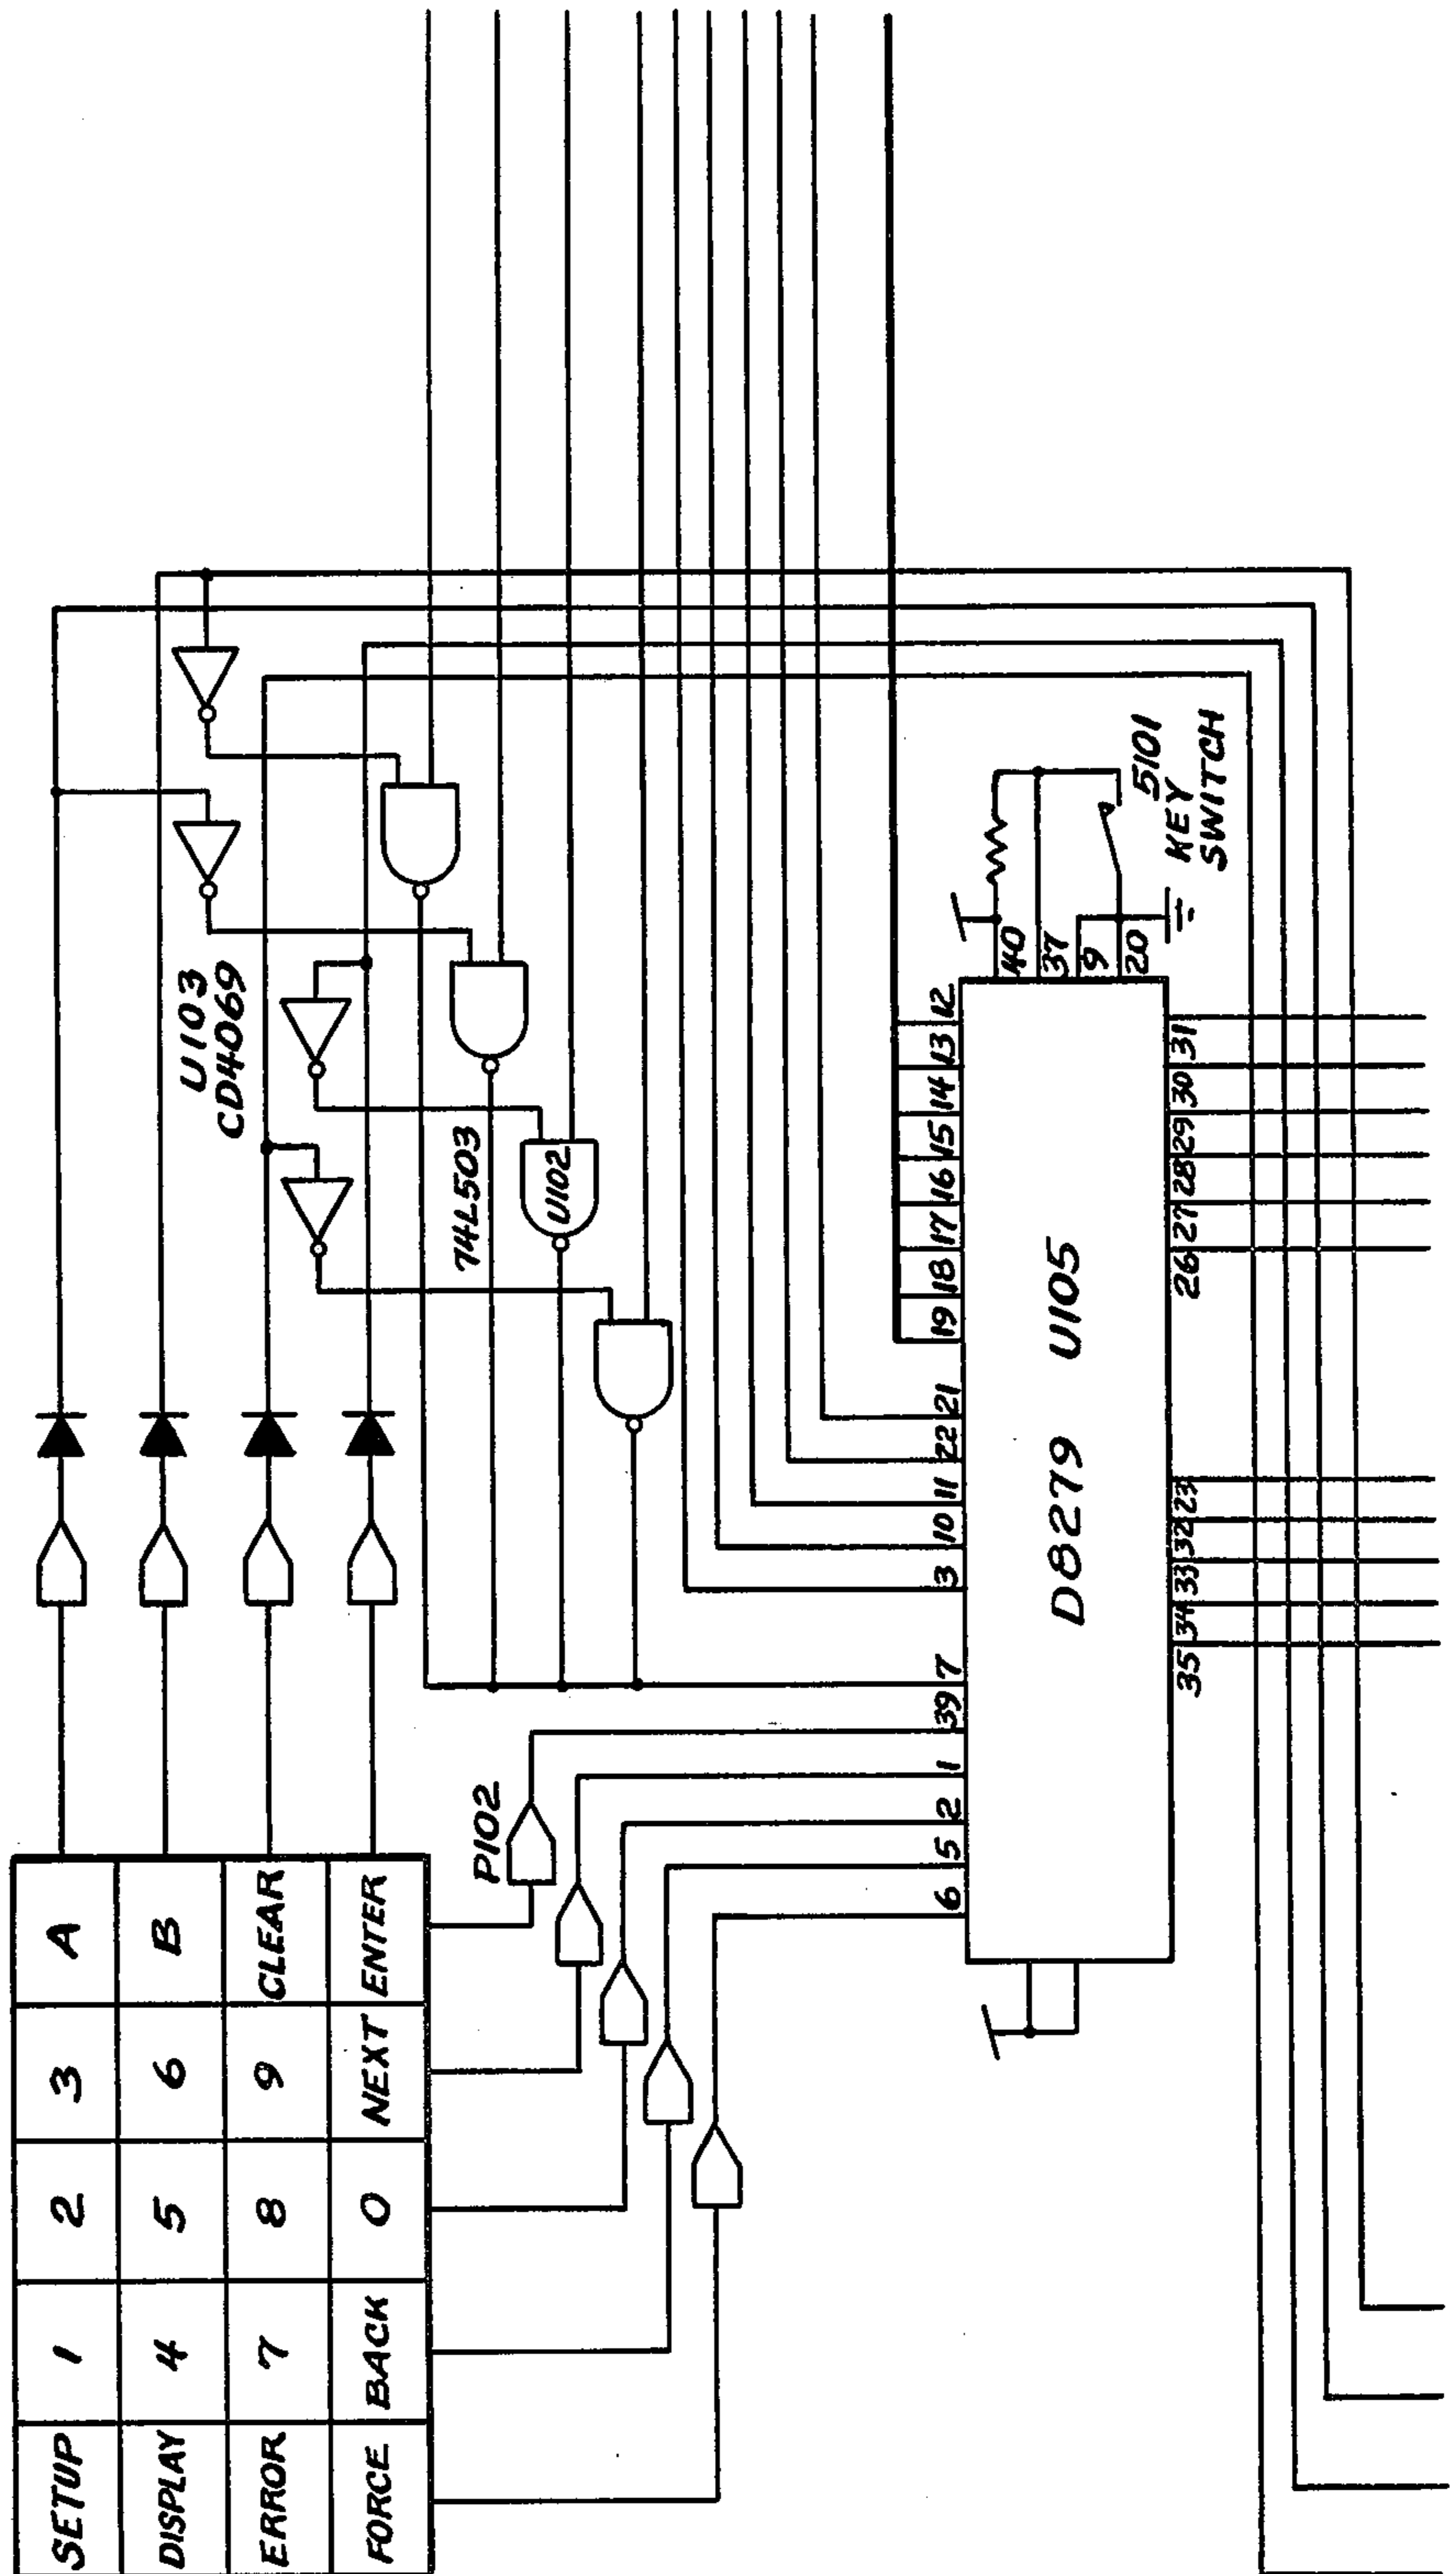 SETUP 1 2 3 A
DISPLAY 4 5 6 B
ERROR 7 8 9 CLEAR
FORCE BACK 0 NEXT ENTER
U103
CD4069
P102
74L503
U102
6 5 2 1 39 7 3 10 11 22 21 19 18 17 16 15 14 13 12
40
37
9
20
D8279 U105
5101
KEY
SWITCH
35 34 33 32 23 26 27 28 29 30 31